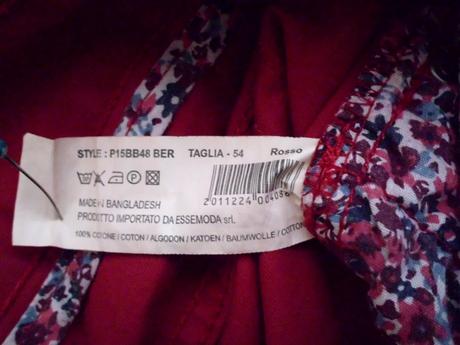 STYLE : P15BB48 BER TAGLIA - 54 Rosso
2011224
MADE IN BANGLADESH
PRODOTTO IMPORTATO DA ESSEMODA srl.
100% COTONE / COTON / ALGODON / KATOEN / BAUMWOLLE / COTTON